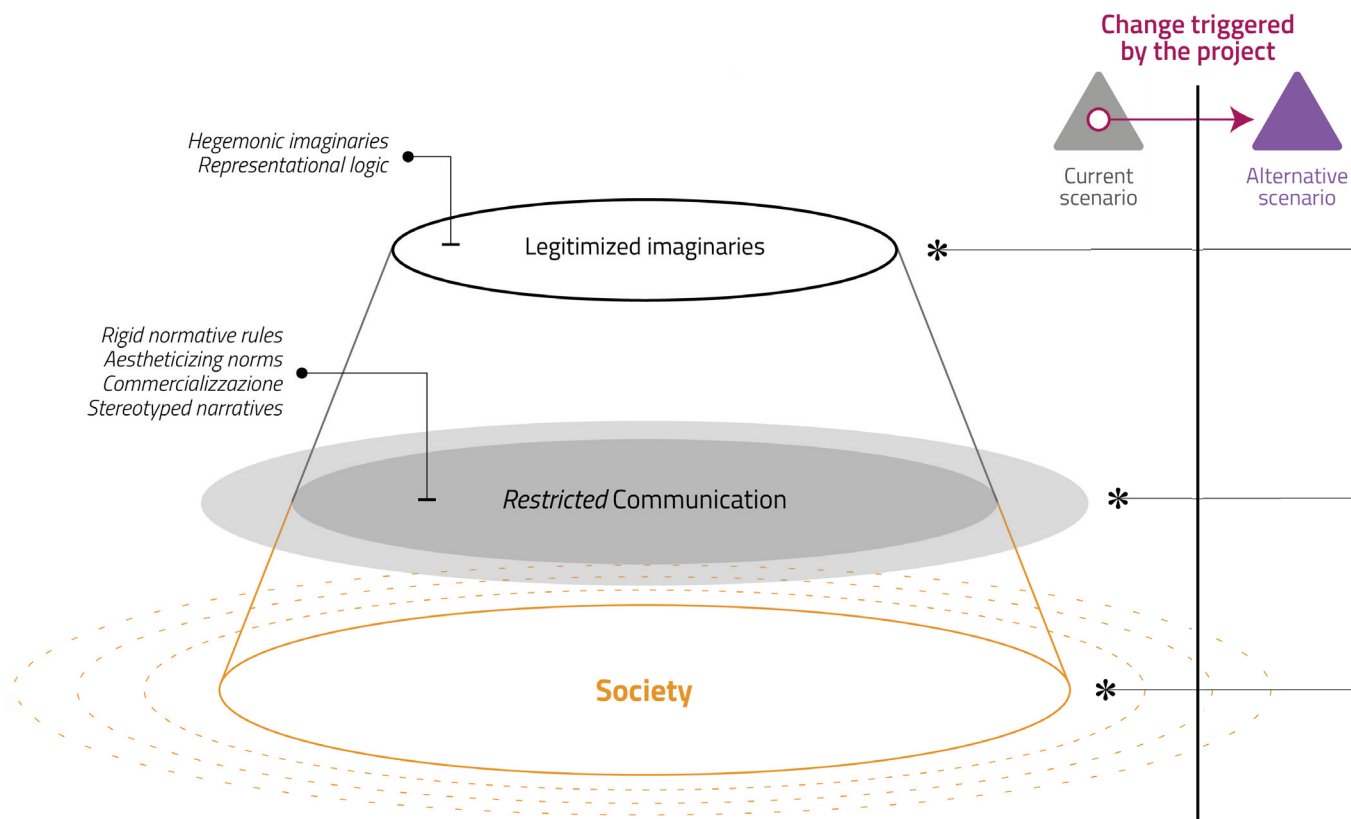 Change triggered
by the project
Current
scenario
Alternative
scenario
Hegemonic imaginaries
Representational logic
Legitimized imaginaries
*
Rigid normative rules
Aestheticizing norms
Commercializzazione
Stereotyped narratives
Restricted Communication
*
Society
*